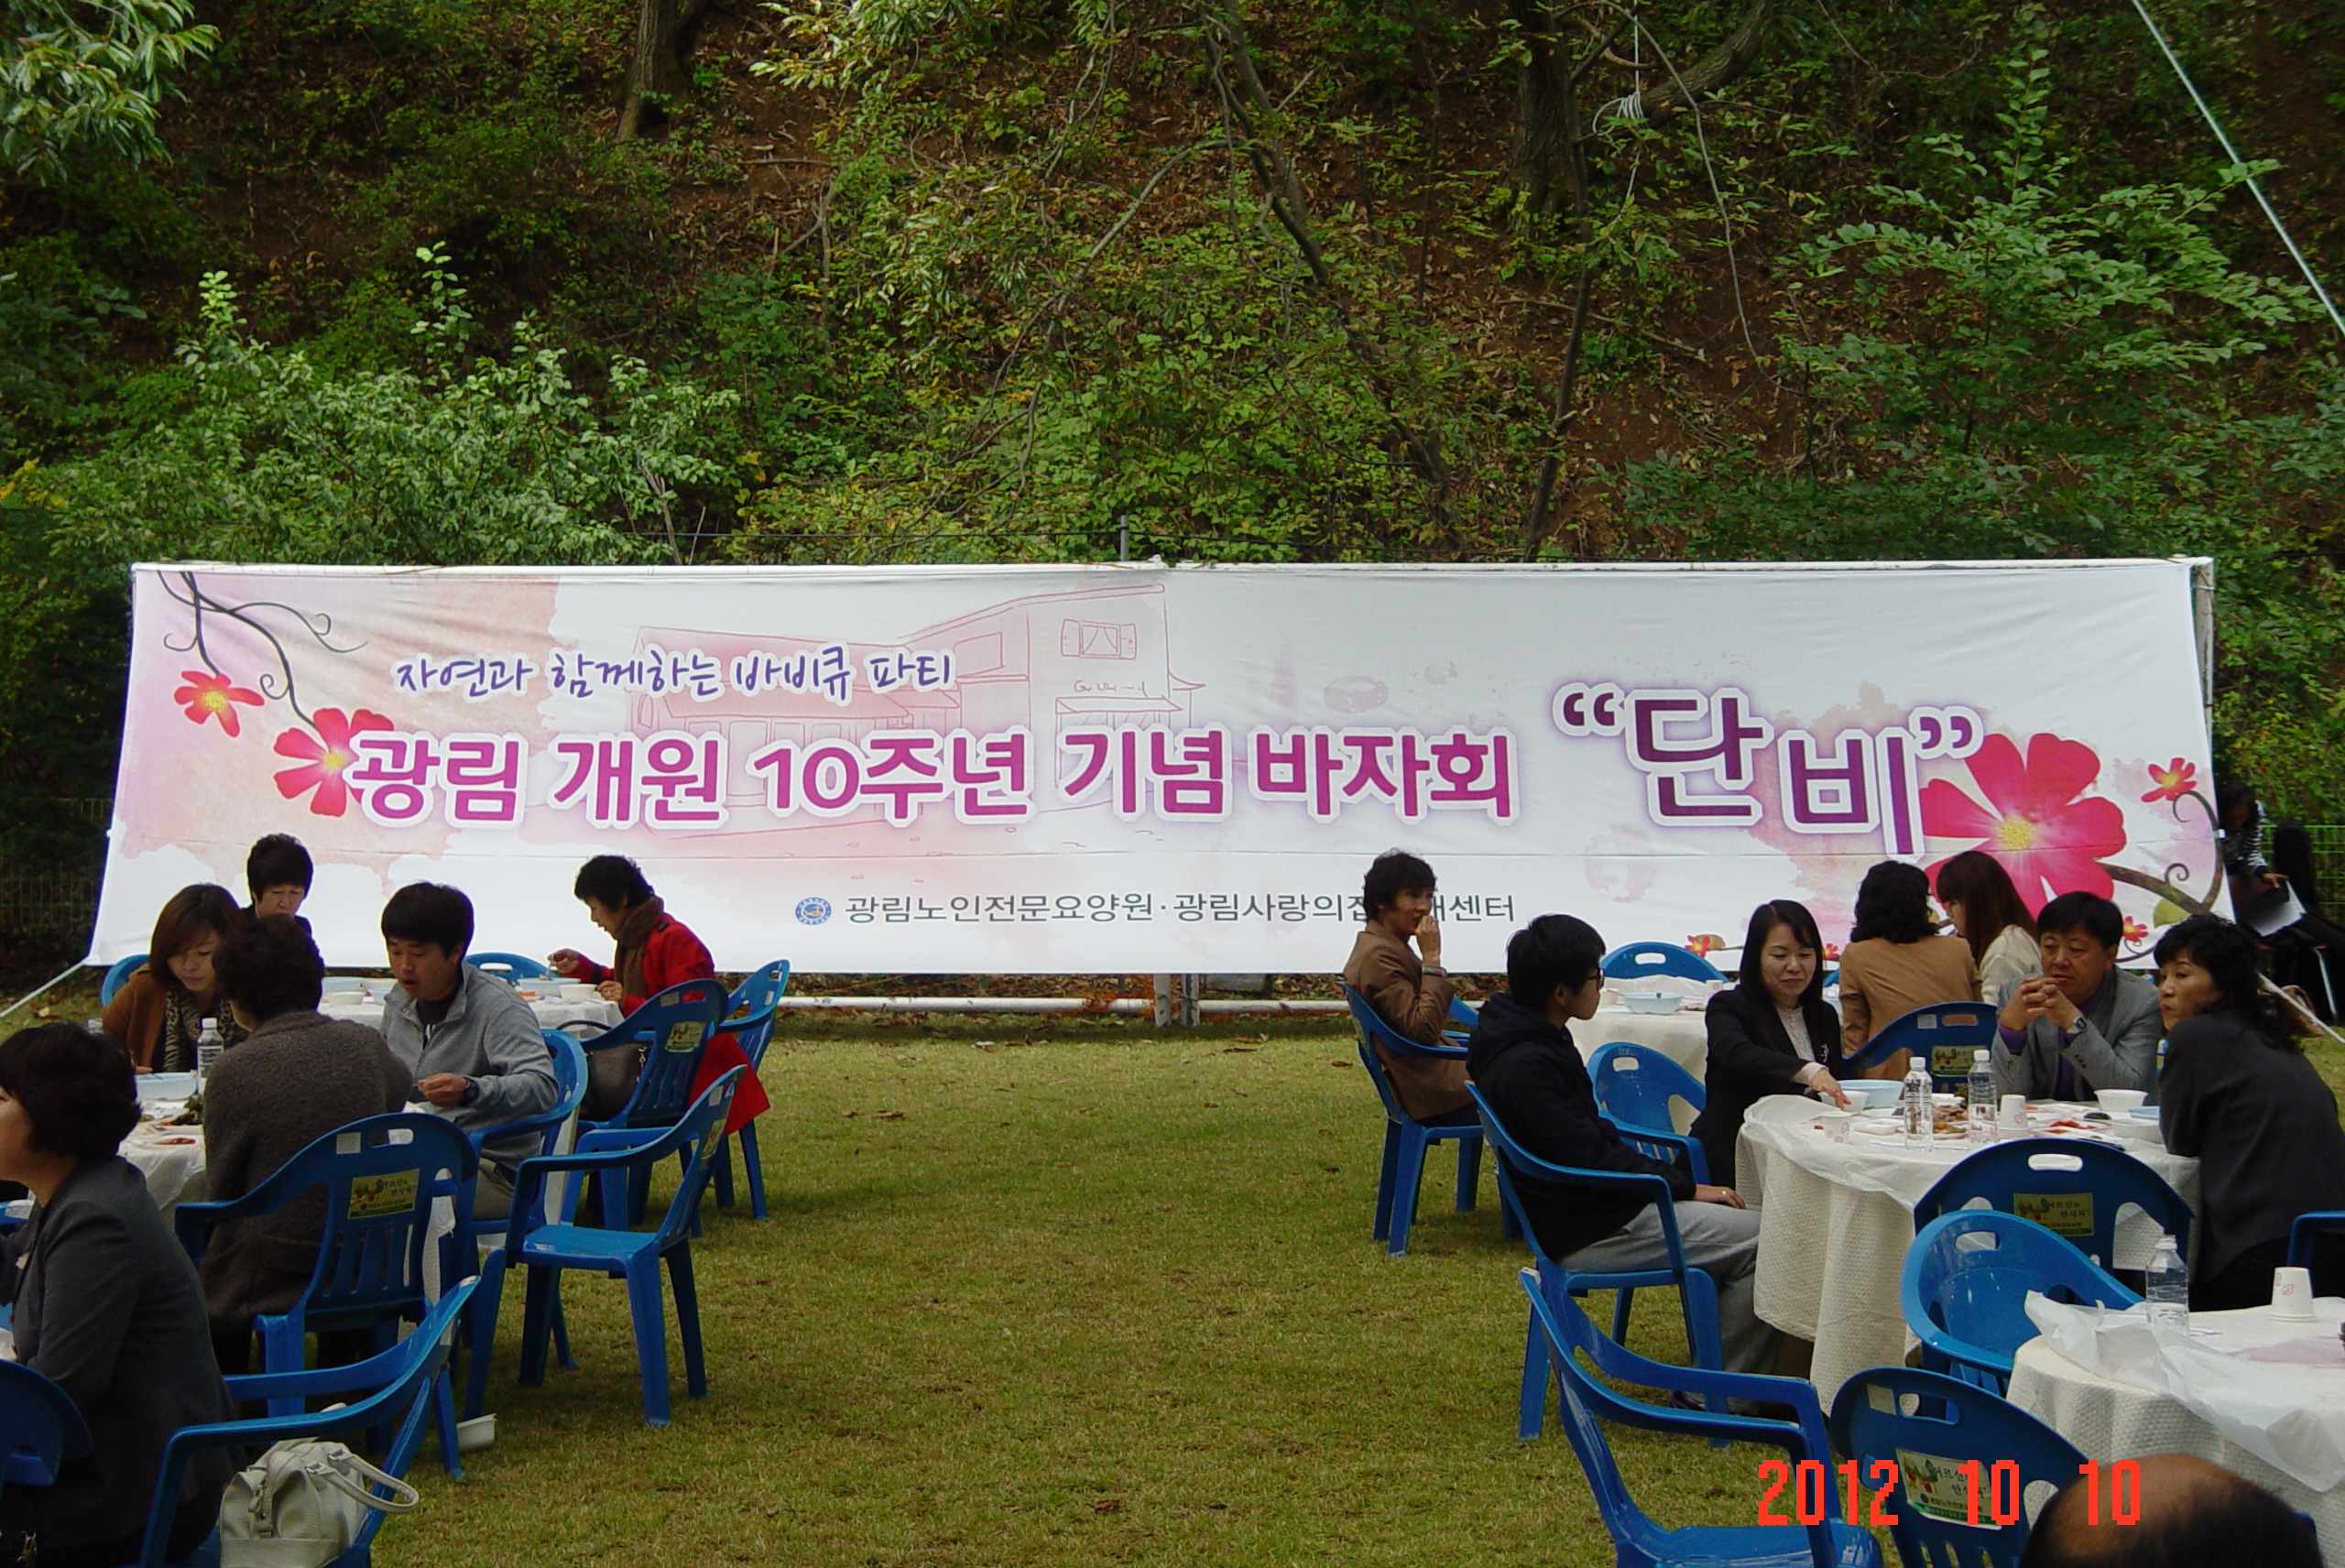 자연과 함께하는 바비큐 파티
광림 개원 10주년 기념 바자회 “단비”
광림노인전문요양원·광림사랑의집 센터
2012 10 10